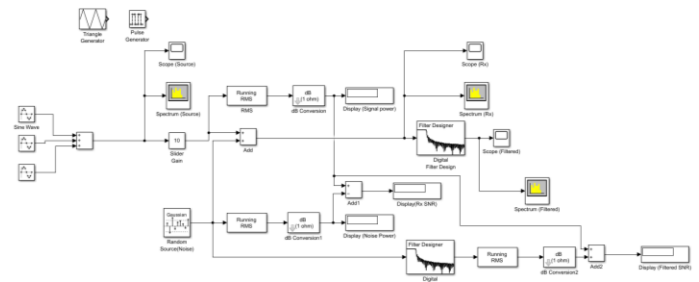 Triangle
Generator
Pulse
Generator
Scope (Source)
Scope (Rx)
Spectrum (Source)
Running
RMS
RMS
dB
(1 ohm)
dB Conversion
Display (Signal power)
Spectrum (Rx)
Sine Wave
10
Slider
Gain
Add
Filter Designer
Digital
Filter Design
Scope (Filtered)
Spectrum (Filtered)
Add1
Display(Rx SNR)
Gaussian
Random
Source(Noise)
Running
RMS
RMS1
dB
(1 ohm)
dB Conversion1
Display (Noise Power)
Filter Designer
Digital
Running
RMS
dB
(1 ohm)
dB Conversion2
Add2
Display (Filtered SNR)